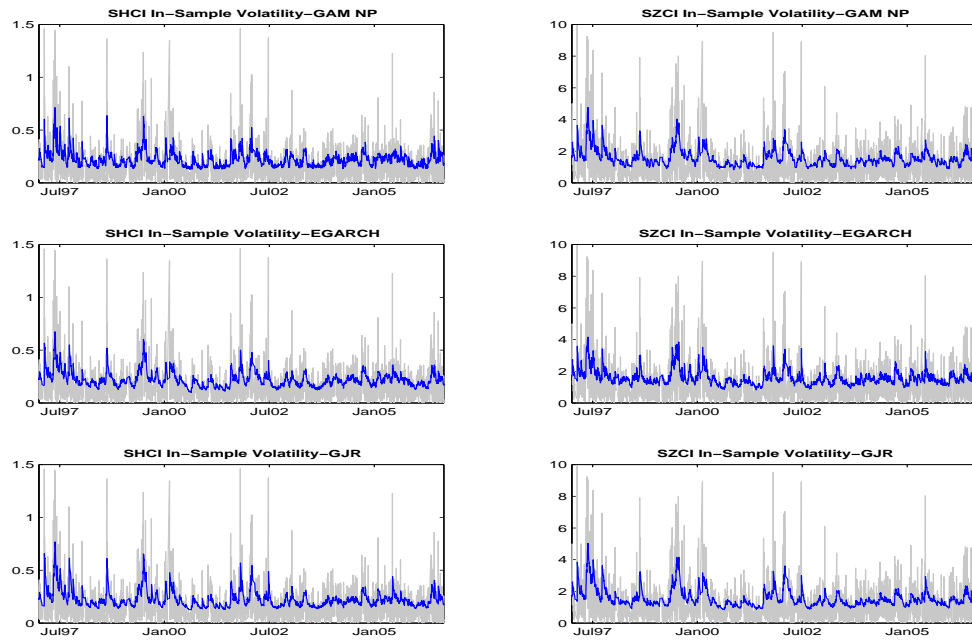 SHCI In−Sample Volatility−GAM NP
1.5
1
0.5
0
Jul97 Jan00 Jul02 Jan05
SZCI In−Sample Volatility−GAM NP
10
8
6
4
2
0
Jul97 Jan00 Jul02 Jan05
SHCI In−Sample Volatility−EGARCH
1.5
1
0.5
0
Jul97 Jan00 Jul02 Jan05
SZCI In−Sample Volatility−EGARCH
10
8
6
4
2
0
Jul97 Jan00 Jul02 Jan05
SHCI In−Sample Volatility−GJR
1.5
1
0.5
0
Jul97 Jan00 Jul02 Jan05
SZCI In−Sample Volatility−GJR
10
8
6
4
2
0
Jul97 Jan00 Jul02 Jan05